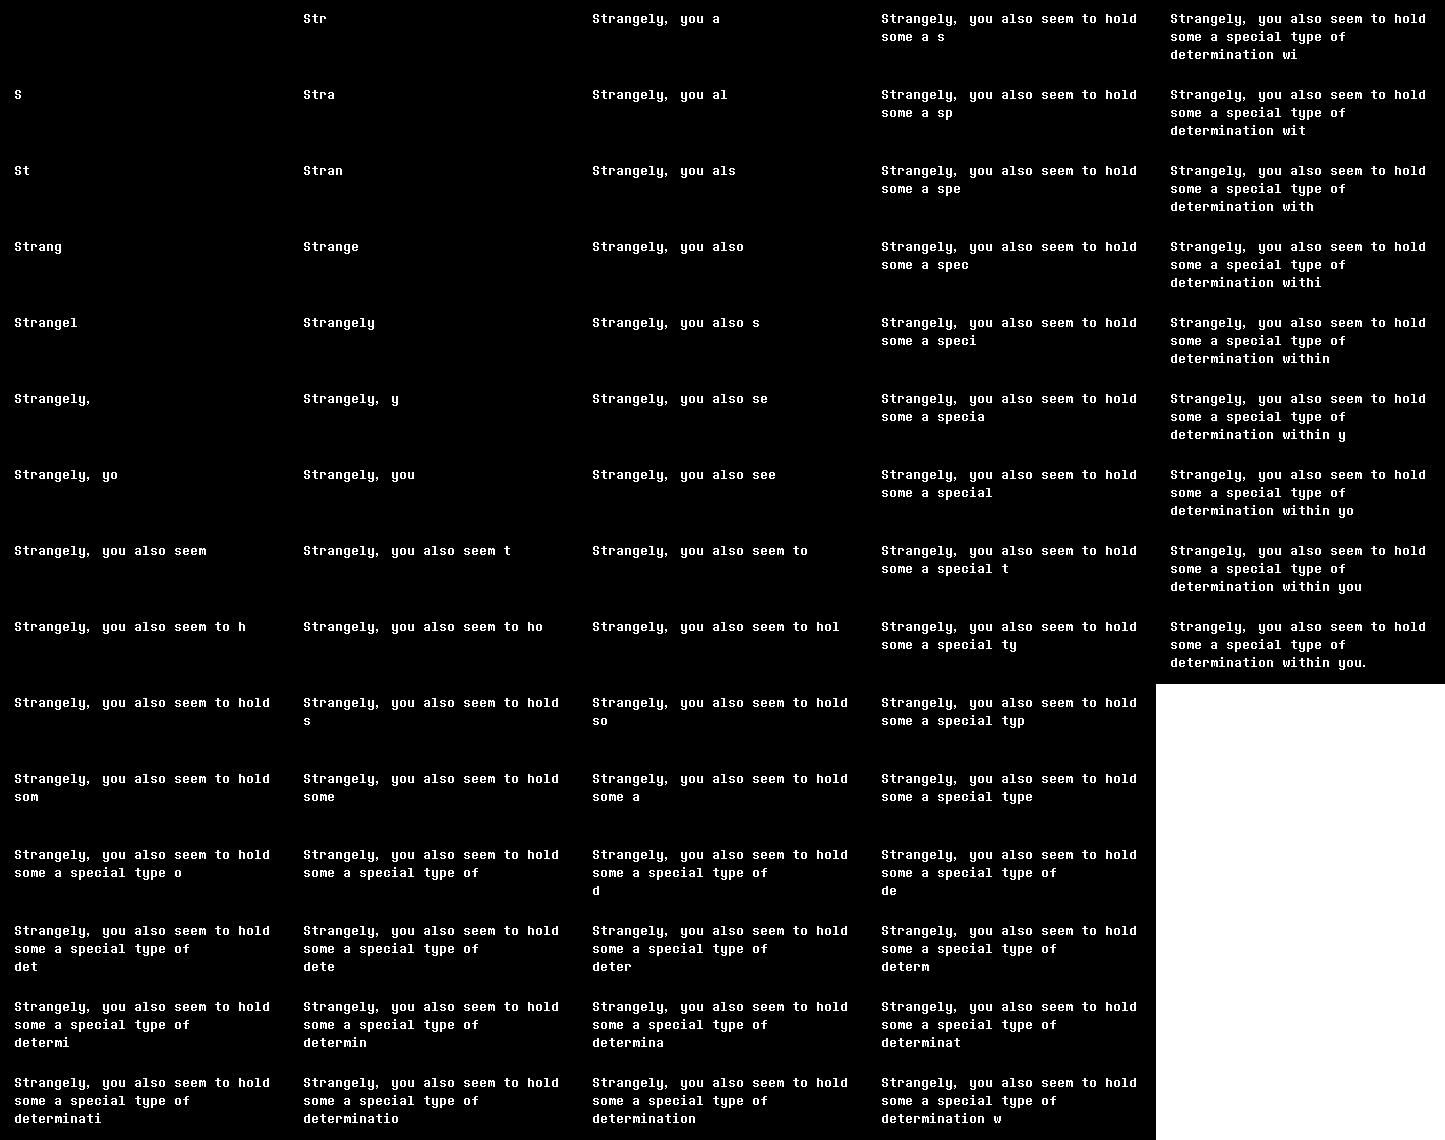 Str
Strangely, you a
Strangely, you also seem to hold
some a s
Strangely, you also seem to hold
some a special type of
determination wi
S
Stra
Strangely, you al
Strangely, you also seem to hold
some a sp
Strangely, you also seem to hold
some a special type of
determination wit
St
Stran
Strangely, you als
Strangely, you also seem to hold
some a spe
Strangely, you also seem to hold
some a special type of
determination with
Strang
Strange
Strangely, you also
Strangely, you also seem to hold
some a spec
Strangely, you also seem to hold
some a special type of
determination withi
Strangel
Strangely
Strangely, you also s
Strangely, you also seem to hold
some a speci
Strangely, you also seem to hold
some a special type of
determination within
Strangely,
Strangely, y
Strangely, you also se
Strangely, you also seem to hold
some a specia
Strangely, you also seem to hold
some a special type of
determination within y
Strangely, yo
Strangely, you
Strangely, you also see
Strangely, you also seem to hold
some a special
Strangely, you also seem to hold
some a special type of
determination within yo
Strangely, you also seem
Strangely, you also seem t
Strangely, you also seem to
Strangely, you also seem to hold
some a special t
Strangely, you also seem to hold
some a special type of
determination within you
Strangely, you also seem to h
Strangely, you also seem to ho
Strangely, you also seem to hol
Strangely, you also seem to hold
some a special ty
Strangely, you also seem to hold
some a special type of
determination within you.
Strangely, you also seem to hold
Strangely, you also seem to hold
s
Strangely, you also seem to hold
so
Strangely, you also seem to hold
some a special typ
Strangely, you also seem to hold
som
Strangely, you also seem to hold
some
Strangely, you also seem to hold
some a
Strangely, you also seem to hold
some a special type
Strangely, you also seem to hold
some a special type o
Strangely, you also seem to hold
some a special type of
Strangely, you also seem to hold
some a special type of
d
Strangely, you also seem to hold
some a special type of
de
Strangely, you also seem to hold
some a special type of
det
Strangely, you also seem to hold
some a special type of
dete
Strangely, you also seem to hold
some a special type of
deter
Strangely, you also seem to hold
some a special type of
determ
Strangely, you also seem to hold
some a special type of
determi
Strangely, you also seem to hold
some a special type of
determin
Strangely, you also seem to hold
some a special type of
determina
Strangely, you also seem to hold
some a special type of
determinat
Strangely, you also seem to hold
some a special type of
determinati
Strangely, you also seem to hold
some a special type of
determinatio
Strangely, you also seem to hold
some a special type of
determination
Strangely, you also seem to hold
some a special type of
determination w